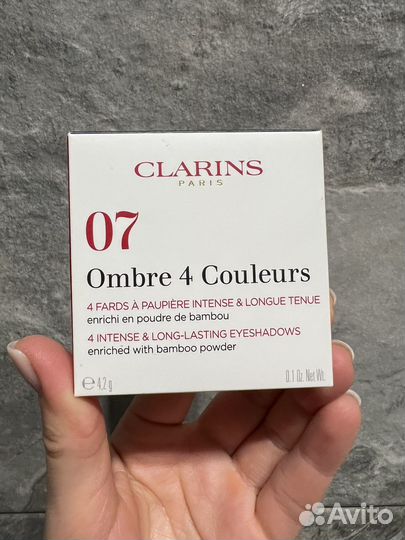 CLARINS
PARIS
07
Ombre 4 Couleurs
4 FARDS À PAUPIÈRE INTENSE & LONGUE TENUE
enrichi en poudre de bambou
4 INTENSE & LONG-LASTING EYESHADOWS
enriched with bamboo powder
℮ 4,2 g
0.1 Oz. Net Wt.
Avito